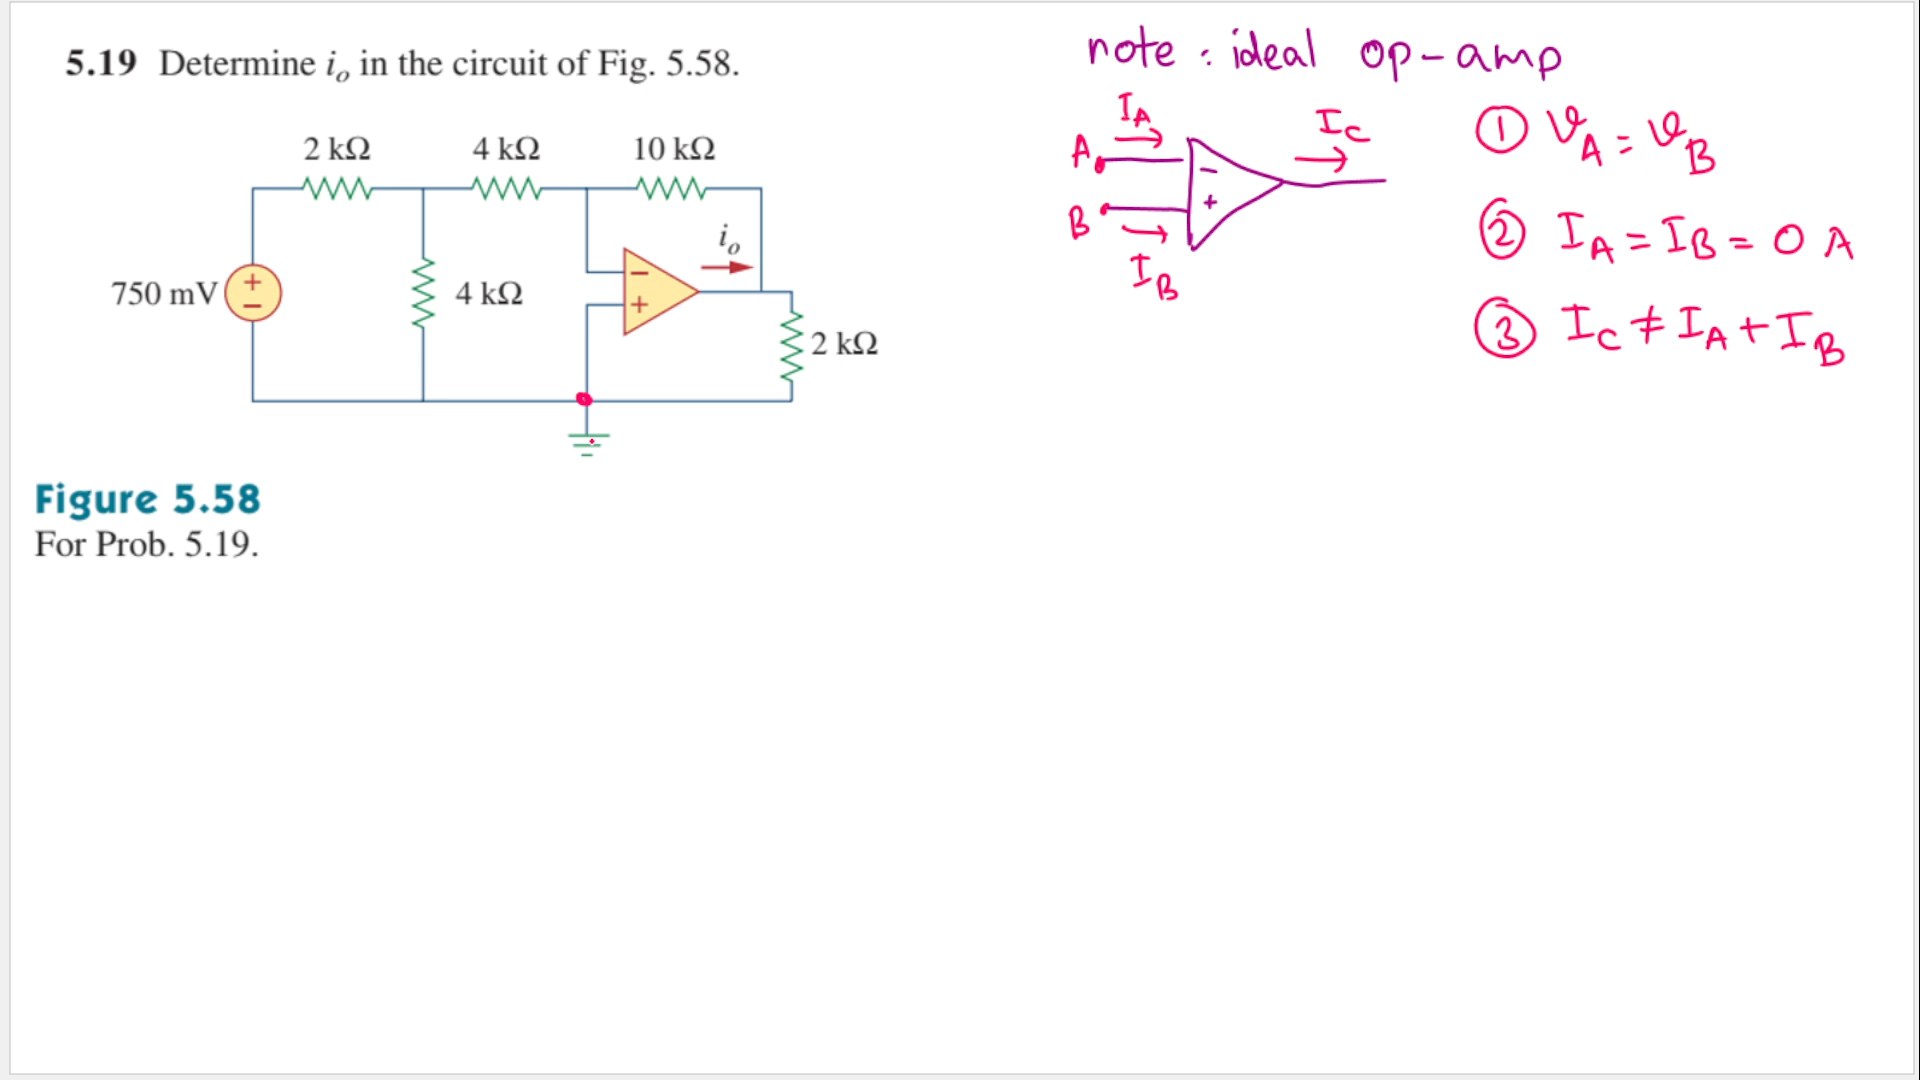 5.19 Determine i_o in the circuit of Fig. 5.58.
2 kΩ 4 kΩ 10 kΩ
i_o
750 mV + − 4 kΩ − +
2 kΩ
Figure 5.58
For Prob. 5.19.
note : ideal op-amp
I_A I_C
A −
B +
I_B
① V_A = V_B
② I_A = I_B = 0 A
③ I_C ≠ I_A + I_B